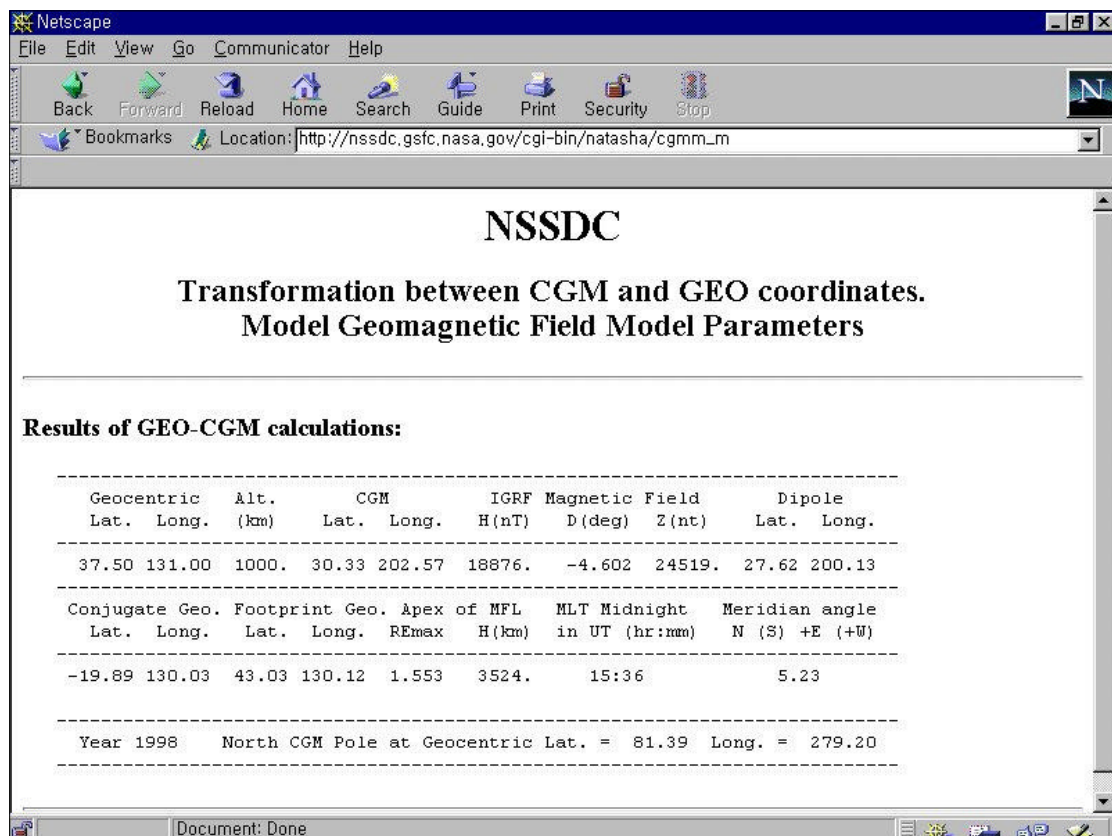 Netscape
File Edit View Go Communicator Help
Back Forward Reload Home Search Guide Print Security Stop
N
Bookmarks Location: http://nssdc.gsfc.nasa.gov/cgi-bin/natasha/cgmm_m
NSSDC
Transformation between CGM and GEO coordinates.
Model Geomagnetic Field Model Parameters
Results of GEO-CGM calculations:
Geocentric Alt. CGM IGRF Magnetic Field Dipole
Lat. Long. (km) Lat. Long. H(nT) D(deg) Z(nt) Lat. Long.
37.50 131.00 1000. 30.33 202.57 18876. -4.602 24519. 27.62 200.13
Conjugate Geo. Footprint Geo. Apex of MFL MLT Midnight Meridian angle
Lat. Long. Lat. Long. REmax H(km) in UT (hr:mm) N (S) +E (+W)
-19.89 130.03 43.03 130.12 1.553 3524. 15:36 5.23
Year 1998 North CGM Pole at Geocentric Lat. = 81.39 Long. = 279.20
Document: Done